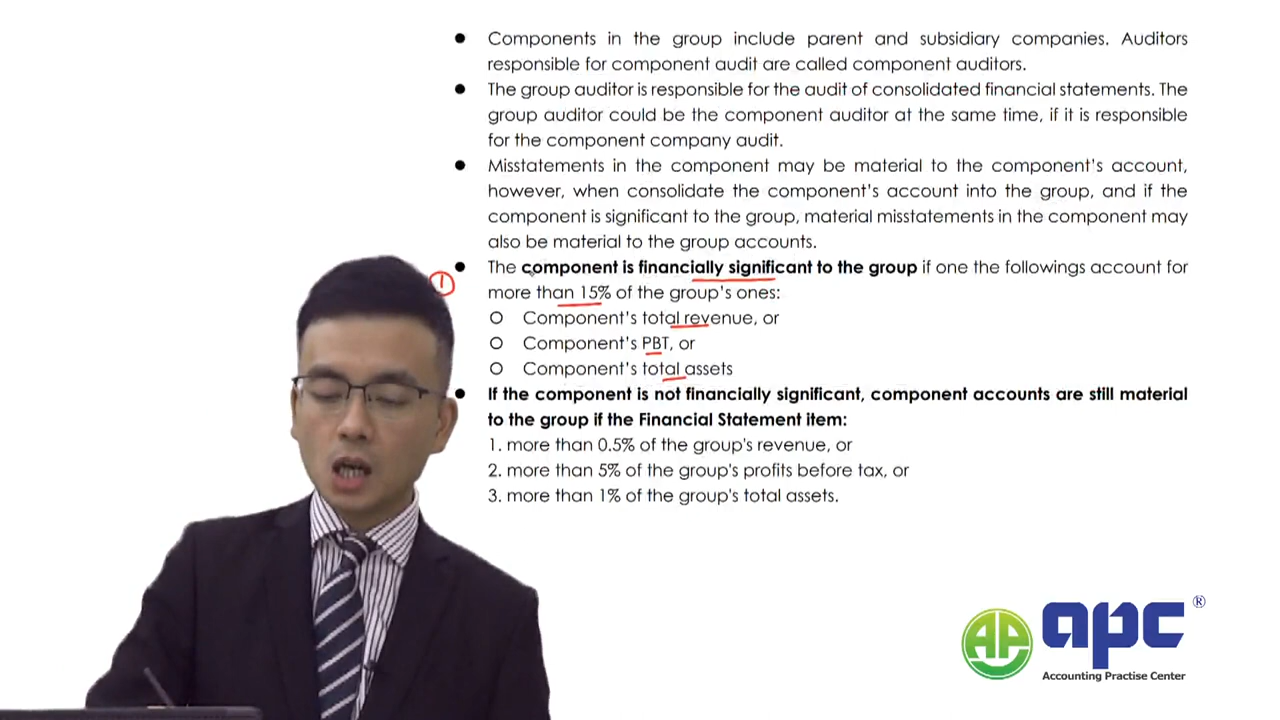 ● Components in the group include parent and subsidiary companies. Auditors
responsible for component audit are called component auditors.
● The group auditor is responsible for the audit of consolidated financial statements. The
group auditor could be the component auditor at the same time, if it is responsible
for the component company audit.
● Misstatements in the component may be material to the component's account,
however, when consolidate the component's account into the group, and if the
component is significant to the group, material misstatements in the component may
also be material to the group accounts.
① ● The component is financially significant to the group if one the followings account for
more than 15% of the group's ones:
○ Component's total revenue, or
○ Component's PBT, or
○ Component's total assets
● If the component is not financially significant, component accounts are still material
to the group if the Financial Statement item:
1. more than 0.5% of the group's revenue, or
2. more than 5% of the group's profits before tax, or
3. more than 1% of the group's total assets.
AP apc ®
Accounting Practise Center